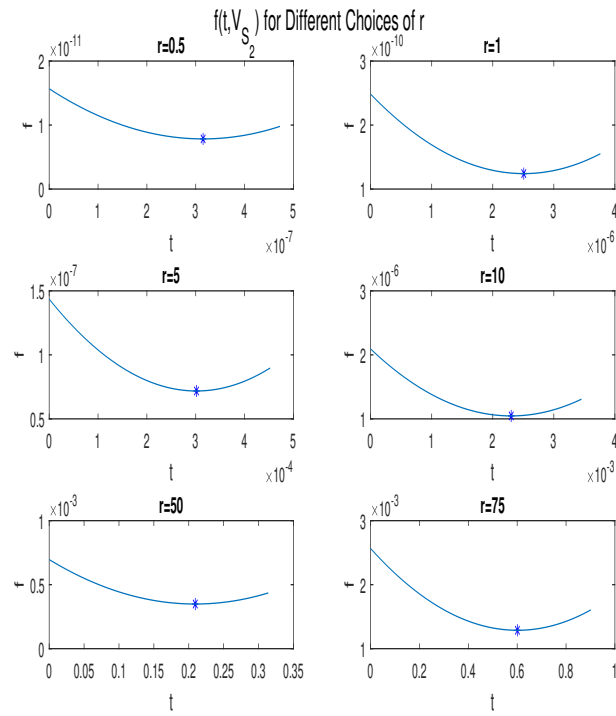 f(t,V_{S_2}) for Different Choices of r
r=0.5
×10^{-11}
f
2
1
0
0 1 2 3 4 5
t
×10^{-7}
r=1
×10^{-10}
f
3
2
1
0 1 2 3 4
t
×10^{-6}
r=5
×10^{-7}
f
1.5
1
0.5
0 1 2 3 4 5
t
×10^{-4}
r=10
×10^{-6}
f
3
2
1
0 1 2 3 4
t
×10^{-3}
r=50
×10^{-3}
f
1
0.5
0
0 0.05 0.1 0.15 0.2 0.25 0.3 0.35
t
r=75
×10^{-3}
f
3
2
1
0 0.2 0.4 0.6 0.8 1
t